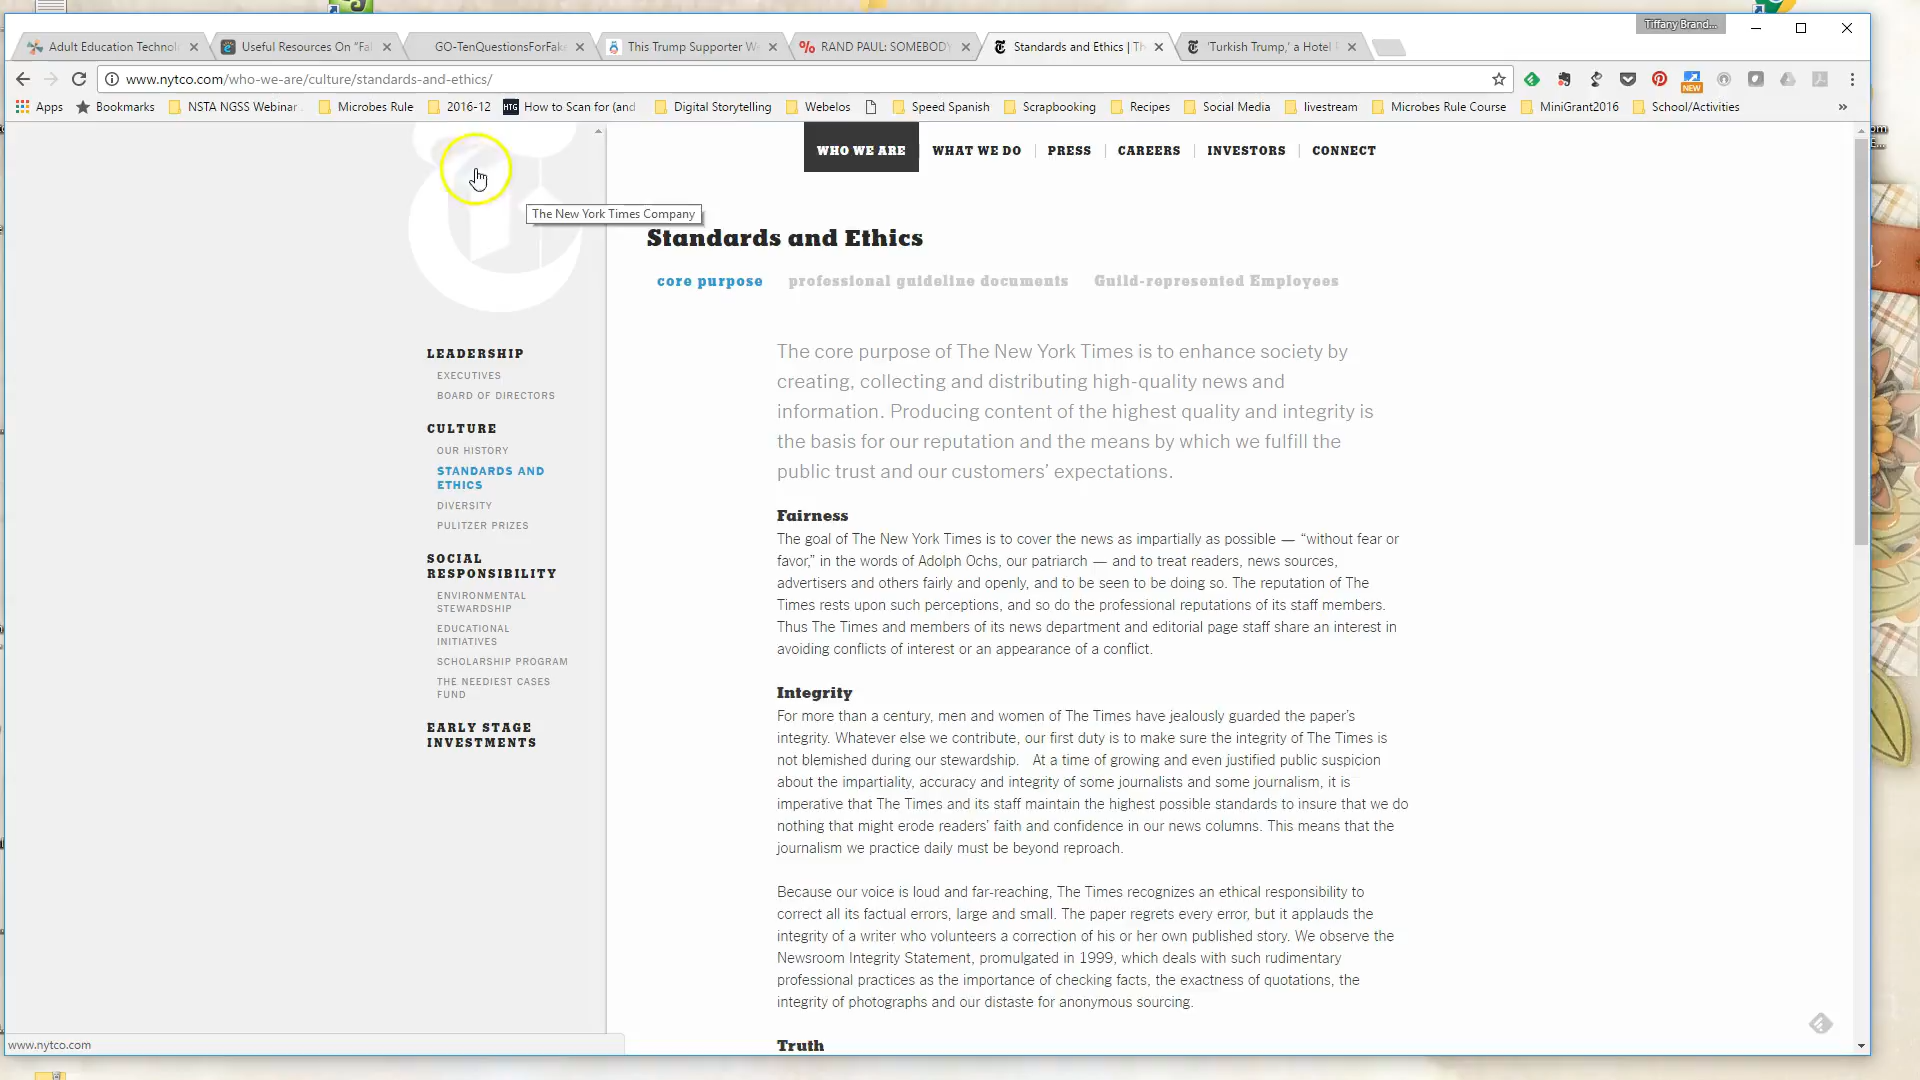 Tiffany Brand...
Adult Education Technol
Useful Resources On "Fal
GO-TenQuestionsForFake
This Trump Supporter W
RAND PAUL: SOMEBODY
Standards and Ethics | Th
'Turkish Trump,' a Hotel
www.nytco.com/who-we-are/culture/standards-and-ethics/
NEW
Apps
Bookmarks
NSTA NGSS Webinar
Microbes Rule
2016-12
HTG
How to Scan for (and
Digital Storytelling
Webelos
Speed Spanish
Scrapbooking
Recipes
Social Media
livestream
Microbes Rule Course
MiniGrant2016
School/Activities
»
WHO WE ARE
WHAT WE DO
PRESS
CAREERS
INVESTORS
CONNECT
The New York Times Company
LEADERSHIP
EXECUTIVES
BOARD OF DIRECTORS
CULTURE
OUR HISTORY
STANDARDS AND
ETHICS
DIVERSITY
PULITZER PRIZES
SOCIAL
RESPONSIBILITY
ENVIRONMENTAL
STEWARDSHIP
EDUCATIONAL
INITIATIVES
SCHOLARSHIP PROGRAM
THE NEEDIEST CASES
FUND
EARLY STAGE
INVESTMENTS
Standards and Ethics
core purpose
professional guideline documents
Guild-represented Employees
The core purpose of The New York Times is to enhance society by
creating, collecting and distributing high-quality news and
information. Producing content of the highest quality and integrity is
the basis for our reputation and the means by which we fulfill the
public trust and our customers' expectations.
Fairness
The goal of The New York Times is to cover the news as impartially as possible — "without fear or
favor," in the words of Adolph Ochs, our patriarch — and to treat readers, news sources,
advertisers and others fairly and openly, and to be seen to be doing so. The reputation of The
Times rests upon such perceptions, and so do the professional reputations of its staff members.
Thus The Times and members of its news department and editorial page staff share an interest in
avoiding conflicts of interest or an appearance of a conflict.
Integrity
For more than a century, men and women of The Times have jealously guarded the paper's
integrity. Whatever else we contribute, our first duty is to make sure the integrity of The Times is
not blemished during our stewardship.   At a time of growing and even justified public suspicion
about the impartiality, accuracy and integrity of some journalists and some journalism, it is
imperative that The Times and its staff maintain the highest possible standards to insure that we do
nothing that might erode readers' faith and confidence in our news columns. This means that the
journalism we practice daily must be beyond reproach.
Because our voice is loud and far-reaching, The Times recognizes an ethical responsibility to
correct all its factual errors, large and small. The paper regrets every error, but it applauds the
integrity of a writer who volunteers a correction of his or her own published story. We observe the
Newsroom Integrity Statement, promulgated in 1999, which deals with such rudimentary
professional practices as the importance of checking facts, the exactness of quotations, the
integrity of photographs and our distaste for anonymous sourcing.
Truth
www.nytco.com